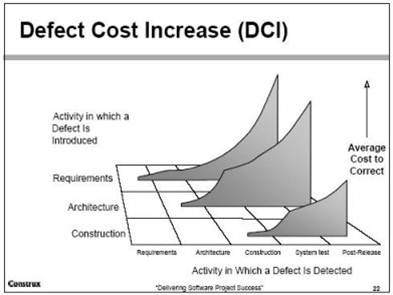 Defect Cost Increase (DCI)
Activity in which a
Defect Is
Introduced
Average
Cost to
Correct
Requirements
Architecture
Construction
Requirements Architecture Construction System test Post-Release
Activity in Which a Defect Is Detected
Construx "Delivering Software Project Success" 22